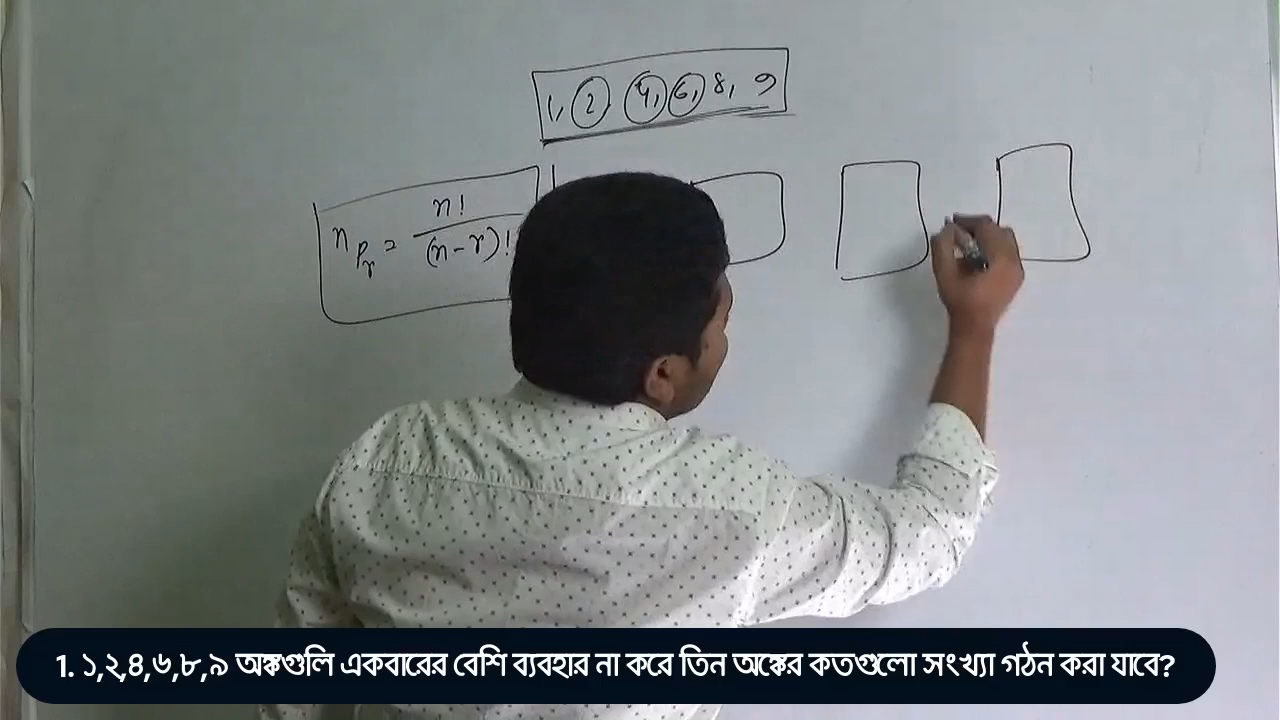 1, 2 4, 6, 8, 9
nPr = n! / (n-r)!
1. ১,২,৪,৬,৮,৯ অঙ্কগুলি একবারের বেশি ব্যবহার না করে তিন অঙ্কের কতগুলো সংখ্যা গঠন করা যাবে?